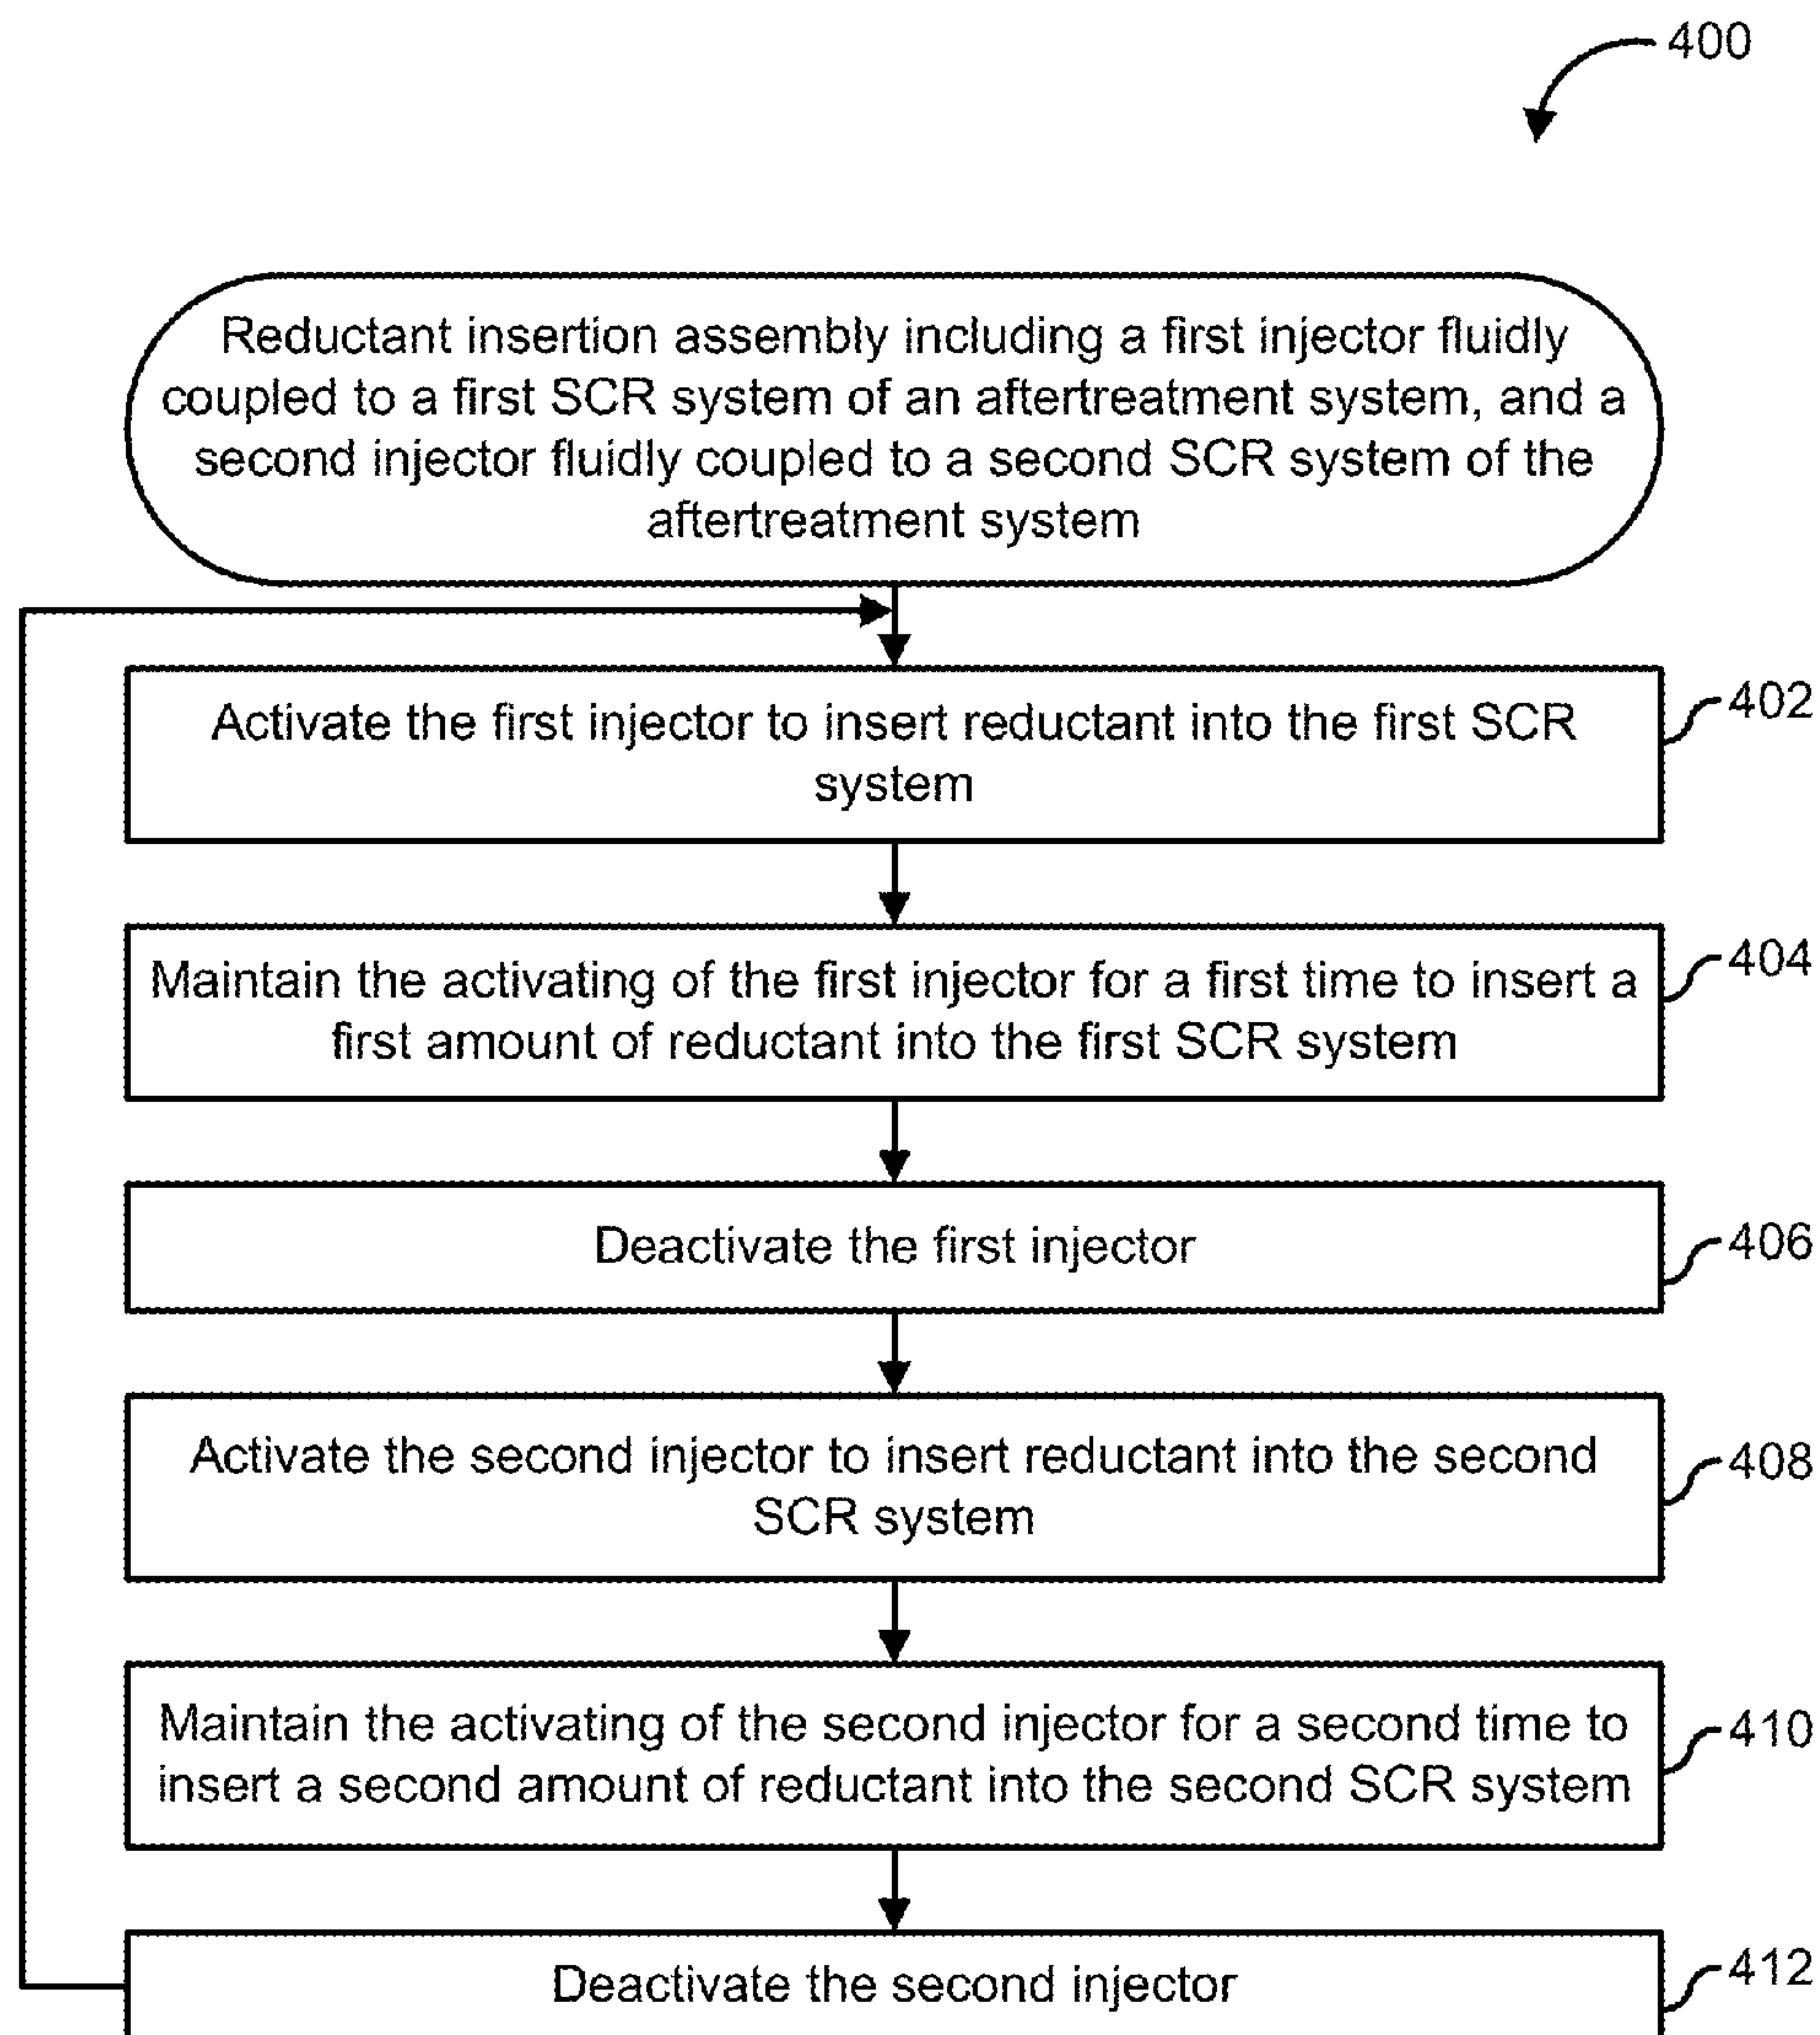 400
Reductant insertion assembly including a first injector fluidly
coupled to a first SCR system of an aftertreatment system, and a
second injector fluidly coupled to a second SCR system of the
aftertreatment system
Activate the first injector to insert reductant into the first SCR
system
402
Maintain the activating of the first injector for a first time to insert a
first amount of reductant into the first SCR system
404
Deactivate the first injector
406
Activate the second injector to insert reductant into the second
SCR system
408
Maintain the activating of the second injector for a second time to
insert a second amount of reductant into the second SCR system
410
Deactivate the second injector
412